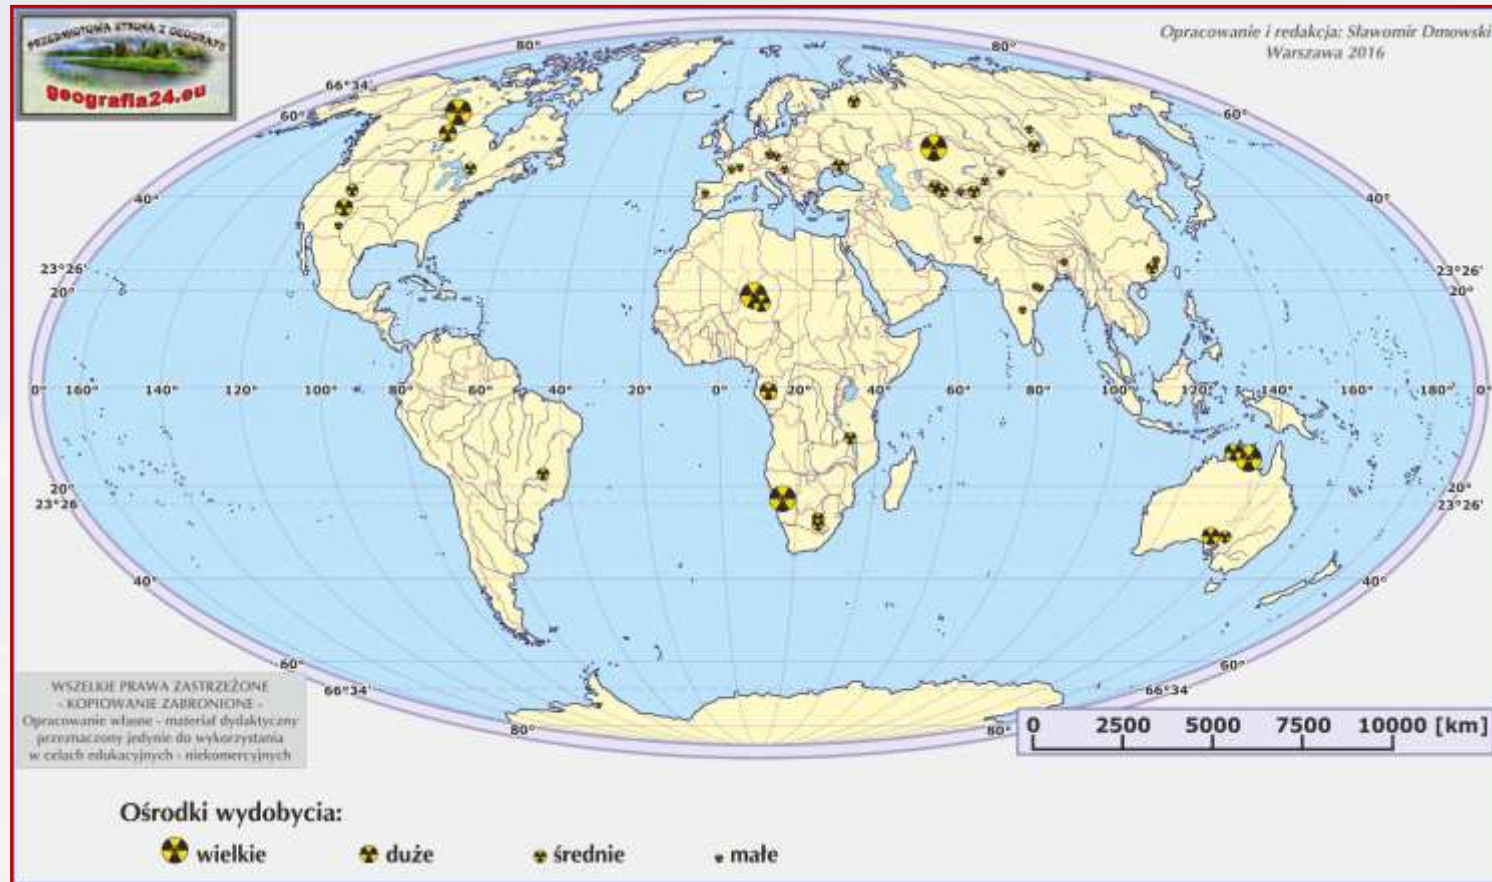 PRZEDMIOTOWA STRONA Z GEOGRAFII
geografia24.eu
Opracowanie i redakcja: Sławomir Dmowski
Warszawa 2016
80° 80°
66°34'
60° 60°
40° 40°
23°26' 23°26'
20° 20°
0° 160° 140° 120° 100° 80° 60° 40° 20° 0° 20° 40° 60° 80° 100° 120° 140° 160° 180° 0°
20° 20°
23°26' 23°26'
40° 40°
60° 60°
66°34' 66°34'
80° 80°
WSZELKIE PRAWA ZASTRZEŻONE
- KOPIOWANIE ZABRONIONE -
Opracowanie własne - materiał dydaktyczny
przeznaczony jedynie do wykorzystania
w celach edukacyjnych - niekomercyjnych
0 2500 5000 7500 10000 [km]
Ośrodki wydobycia:
wielkie duże średnie małe